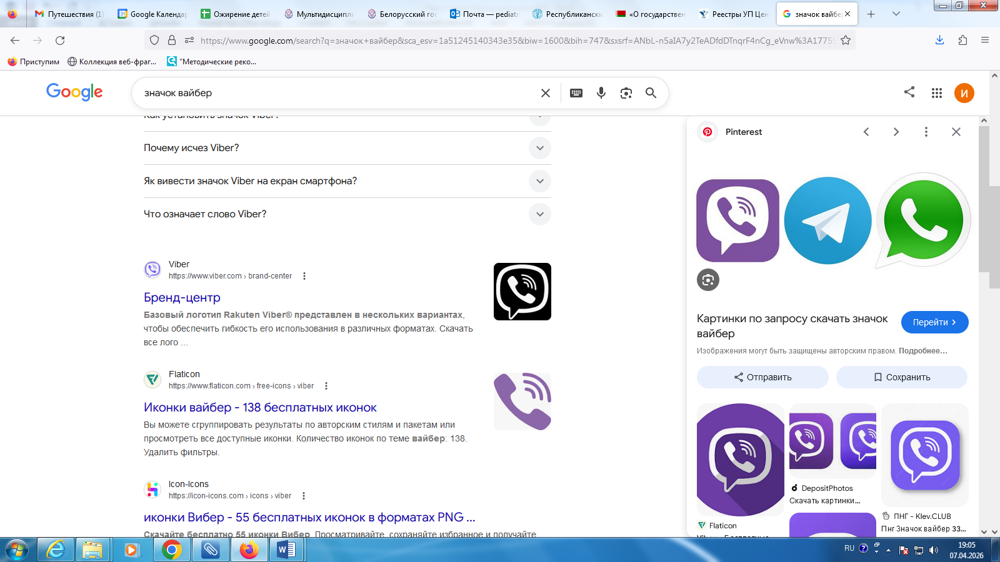 Путешествия (1)
Google Календар
Ожирение детей
Мультидисципли
Белорусский гос
Почта — pediatr
Республикански
«О государствен
Реестры УП Цен
значок вайбер
https://www.google.com/search?q=значок+вайбер&sca_esv=1a51245140343e35&biw=1600&bih=747&sxsrf=ANbL-n5aIA7y2TeADfdDTnqrF4nCg_eVnw%3A1775
Приступим
Коллекция веб-фраг...
"Методические реко...
Google
значок вайбер
И
Как установить значок Viber?
Почему исчез Viber?
Як вивести значок Viber на екран смартфона?
Что означает слово Viber?
Viber
https://www.viber.com › brand-center
Бренд-центр
Базовый логотип Rakuten Viber® представлен в нескольких вариантах,
чтобы обеспечить гибкость его использования в различных форматах. Скачать
все лого ...
Flaticon
https://www.flaticon.com › free-icons › viber
Иконки вайбер - 138 бесплатных иконок
Вы можете сгруппировать результаты по авторским стилям и пакетам или
просмотреть все доступные иконки. Количество иконок по теме вайбер: 138.
Удалить фильтры.
Icon-Icons
https://icon-icons.com › icons › viber
иконки Вибер - 55 бесплатных иконок в форматах PNG ...
Скачайте бесплатно 55 иконки Вибер. Просматривайте, сохраняйте избранное и получайте
Pinterest
Картинки по запросу скачать значок
вайбер
Перейти
Изображения могут быть защищены авторским правом. Подробнее...
Отправить
Сохранить
Flaticon
DepositPhotos
Скачать картинки...
ПНГ - Klev.CLUB
Пнг Значок вайбер 33...
RU
19:05
07.04.2026